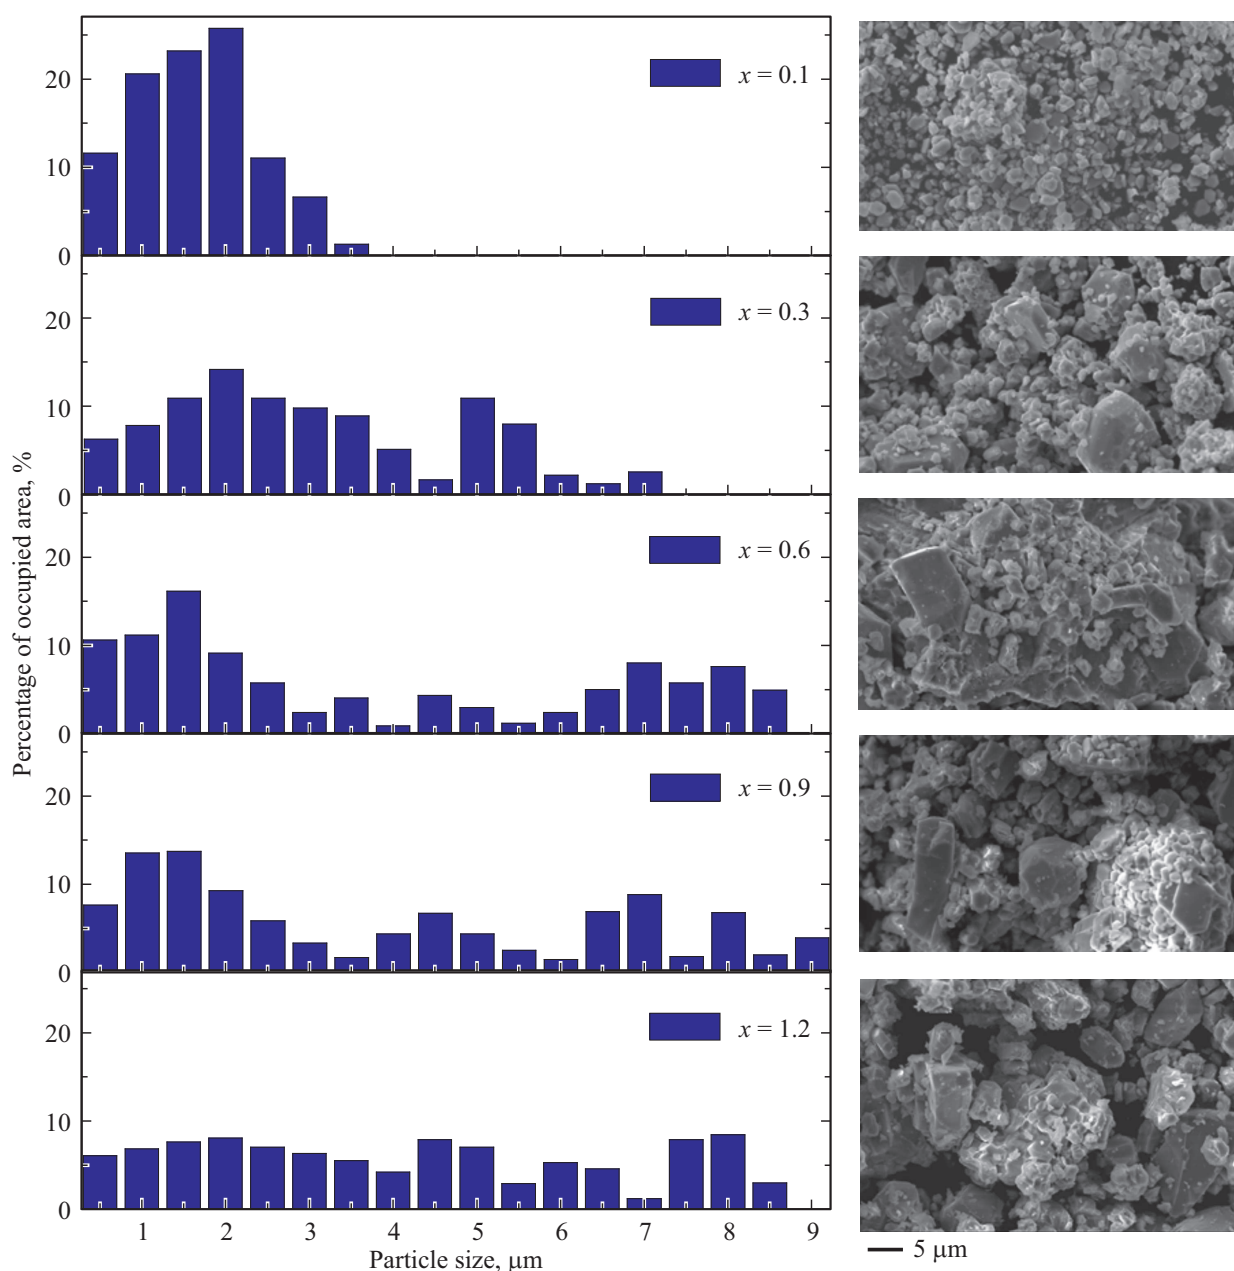 20
10
0
x = 0.1
20
10
0
x = 0.3
20
10
0
x = 0.6
20
10
0
x = 0.9
20
10
0
x = 1.2
1 2 3 4 5 6 7 8 9
Particle size, μm
Percentage of occupied area, %
5 μm